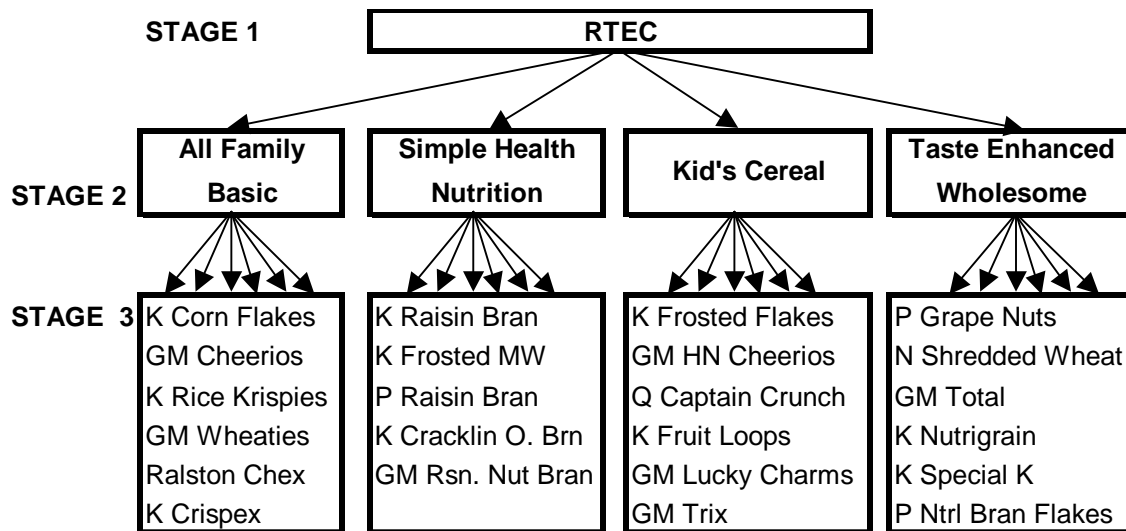 STAGE 1
RTEC
STAGE 2
All Family
Basic
Simple Health
Nutrition
Kid's Cereal
Taste Enhanced
Wholesome
STAGE 3
K Corn Flakes
GM Cheerios
K Rice Krispies
GM Wheaties
Ralston Chex
K Crispex
K Raisin Bran
K Frosted MW
P Raisin Bran
K Cracklin O. Brn
GM Rsn. Nut Bran
K Frosted Flakes
GM HN Cheerios
Q Captain Crunch
K Fruit Loops
GM Lucky Charms
GM Trix
P Grape Nuts
N Shredded Wheat
GM Total
K Nutrigrain
K Special K
P Ntrl Bran Flakes